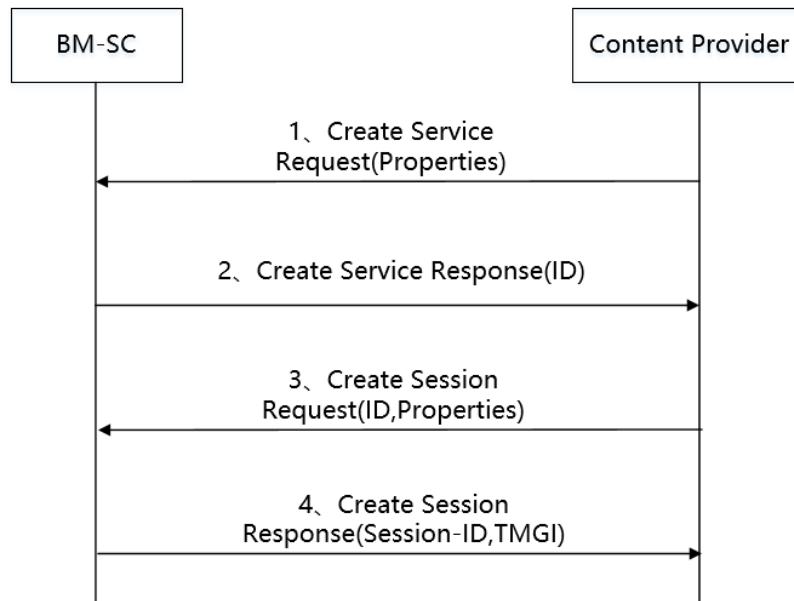 BM-SC
Content Provider
1、Create Service
Request(Properties)
2、Create Service Response(ID)
3、Create Session
Request(ID,Properties)
4、Create Session
Response(Session-ID,TMGI)